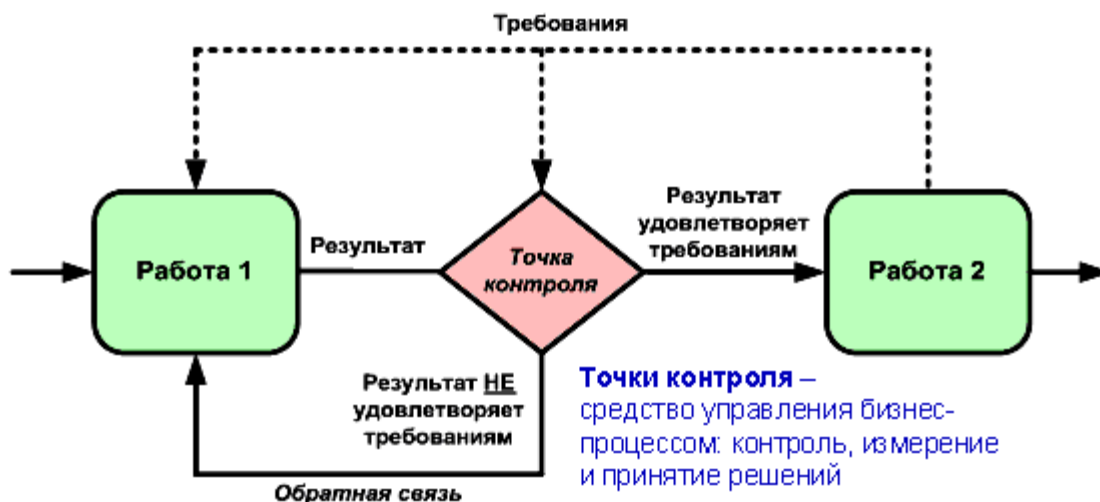 Требования
Результат
удовлетворяет
требованиям
Работа 1
Результат
Точка
контроля
Работа 2
Результат НЕ
удовлетворяет
требованиям
Обратная связь
Точки контроля –
средство управления бизнес-
процессом: контроль, измерение
и принятие решений